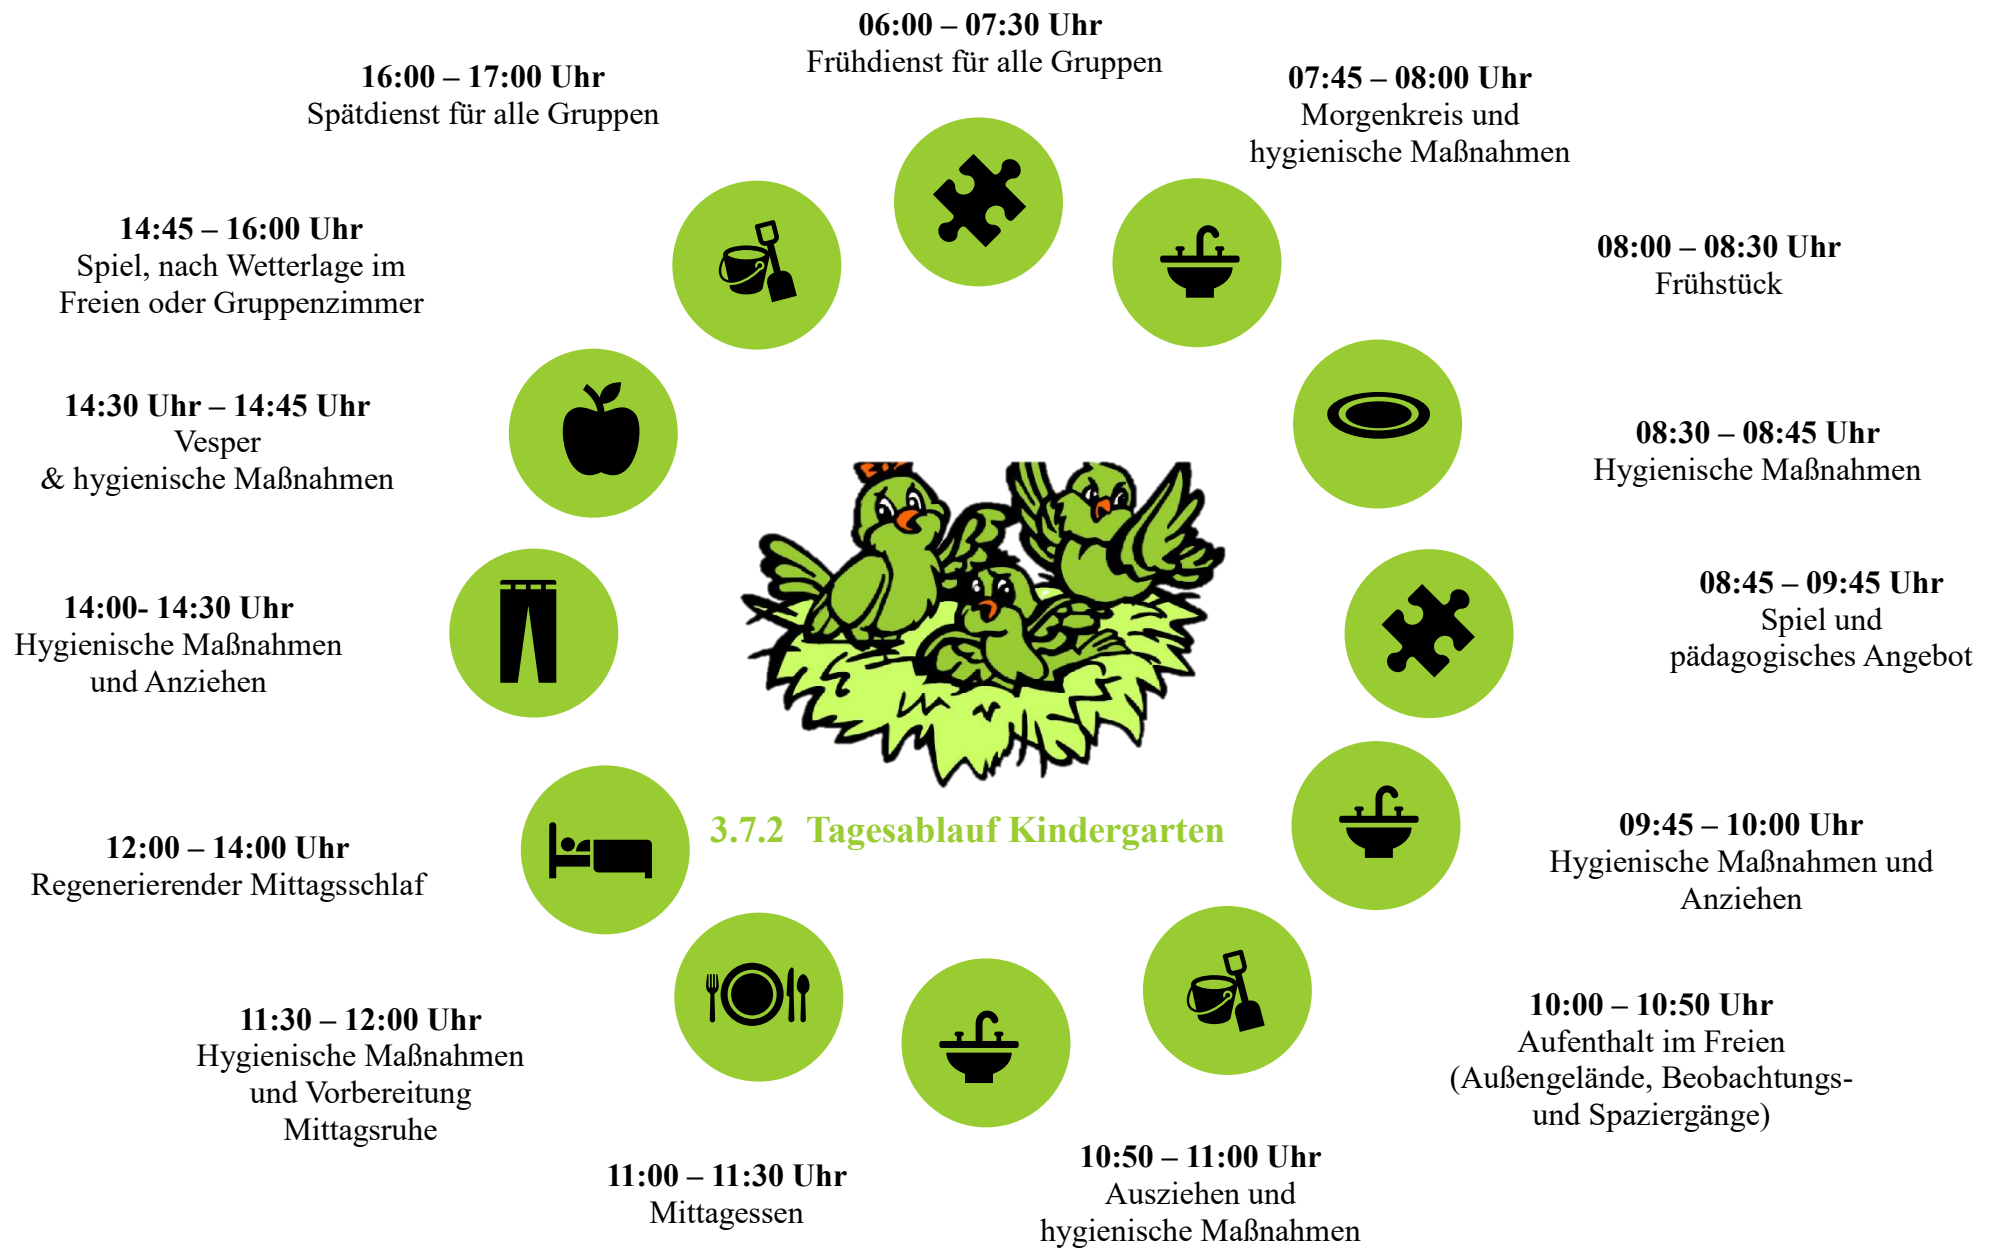 06:00 – 07:30 Uhr
Frühdienst für alle Gruppen
07:45 – 08:00 Uhr
Morgenkreis und
hygienische Maßnahmen
08:00 – 08:30 Uhr
Frühstück
08:30 – 08:45 Uhr
Hygienische Maßnahmen
08:45 – 09:45 Uhr
Spiel und
pädagogisches Angebot
09:45 – 10:00 Uhr
Hygienische Maßnahmen und
Anziehen
10:00 – 10:50 Uhr
Aufenthalt im Freien
(Außengelände, Beobachtungs-
und Spaziergänge)
10:50 – 11:00 Uhr
Ausziehen und
hygienische Maßnahmen
11:00 – 11:30 Uhr
Mittagessen
11:30 – 12:00 Uhr
Hygienische Maßnahmen
und Vorbereitung
Mittagsruhe
12:00 – 14:00 Uhr
Regenerierender Mittagsschlaf
14:00- 14:30 Uhr
Hygienische Maßnahmen
und Anziehen
14:30 Uhr – 14:45 Uhr
Vesper
& hygienische Maßnahmen
14:45 – 16:00 Uhr
Spiel, nach Wetterlage im
Freien oder Gruppenzimmer
16:00 – 17:00 Uhr
Spätdienst für alle Gruppen
3.7.2 Tagesablauf Kindergarten